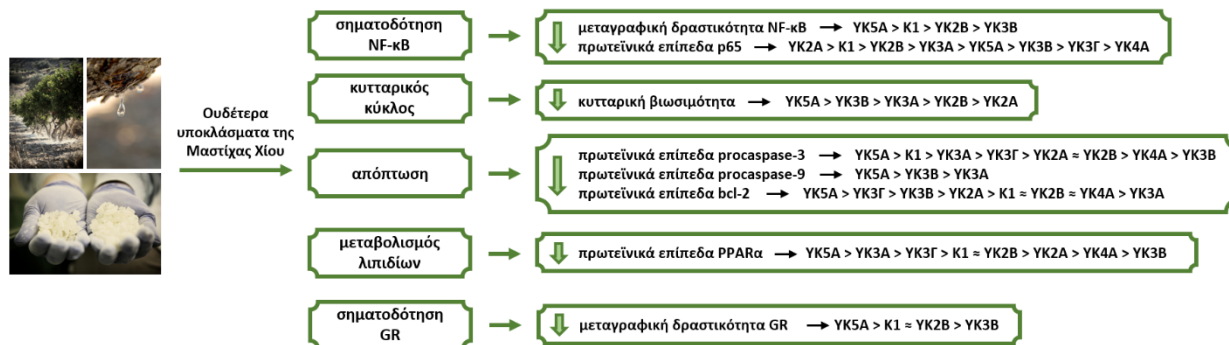 Ουδέτερα
υποκλάσματα της
Μαστίχας Χίου
σηματοδότηση
NF-κΒ
μεταγραφική δραστικότητα NF-κΒ → ΥΚ5Α > Κ1 > ΥΚ2Β > ΥΚ3Β
πρωτεϊνικά επίπεδα p65 → ΥΚ2Α > Κ1 > ΥΚ2Β > ΥΚ3Α > ΥΚ5Α > ΥΚ3Β > ΥΚ3Γ > ΥΚ4Α
κυτταρικός
κύκλος
κυτταρική βιωσιμότητα → ΥΚ5Α > ΥΚ3Β > ΥΚ3Α > ΥΚ2Β > ΥΚ2Α
απόπτωση
πρωτεϊνικά επίπεδα procaspase-3 → ΥΚ5Α > Κ1 > ΥΚ3Α > ΥΚ3Γ > ΥΚ2Α ≈ ΥΚ2Β > ΥΚ4Α > ΥΚ3Β
πρωτεϊνικά επίπεδα procaspase-9 → ΥΚ5Α > ΥΚ3Β > ΥΚ3Α
πρωτεϊνικά επίπεδα bcl-2 → ΥΚ5Α > ΥΚ3Γ > ΥΚ3Β > ΥΚ2Α > Κ1 ≈ ΥΚ2Β ≈ ΥΚ4Α > ΥΚ3Α
μεταβολισμός
λιπιδίων
πρωτεϊνικά επίπεδα PPARα → ΥΚ5Α > ΥΚ3Α > ΥΚ3Γ > Κ1 ≈ ΥΚ2Β > ΥΚ2Α > ΥΚ4Α > ΥΚ3Β
σηματοδότηση
GR
μεταγραφική δραστικότητα GR → ΥΚ5Α > Κ1 ≈ ΥΚ2Β > ΥΚ3Β